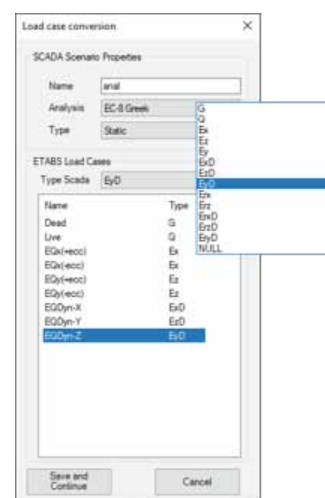 Load case conversion
SCADA Scenario Properties
Name anal
Analysis EC-8 Greek
Type Static
ETABS Load Cases
Type Scada EyD
Name Type
Dead G
Live Q
EQx(+ecc) Ex
EQx(-ecc) Ex
EQy(+ecc) Ez
EQy(-ecc) Ez
EQDyn-X ExD
EQDyn-Y EzD
EQDyn-Z EyD
Save and
Continue
Cancel
G
Q
Ex
Ez
Ey
ExD
EzD
EyD
Erx
Erz
ErxD
ErzD
EryD
NULL